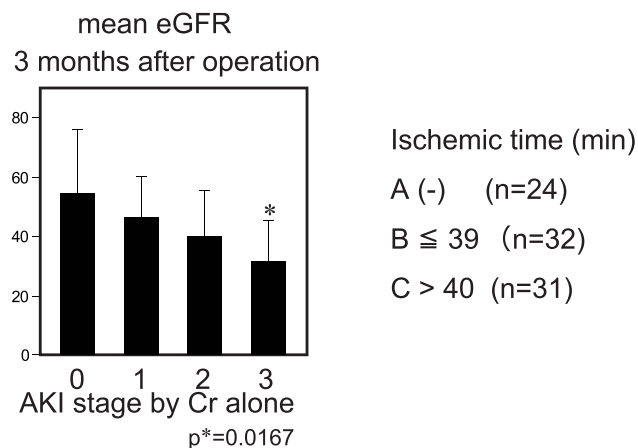 mean eGFR
3 months after operation
80
60
40
20
0
*
0 1 2 3
AKI stage by Cr alone
p*=0.0167
Ischemic time (min)
A (-) (n=24)
B ≦ 39 (n=32)
C > 40 (n=31)